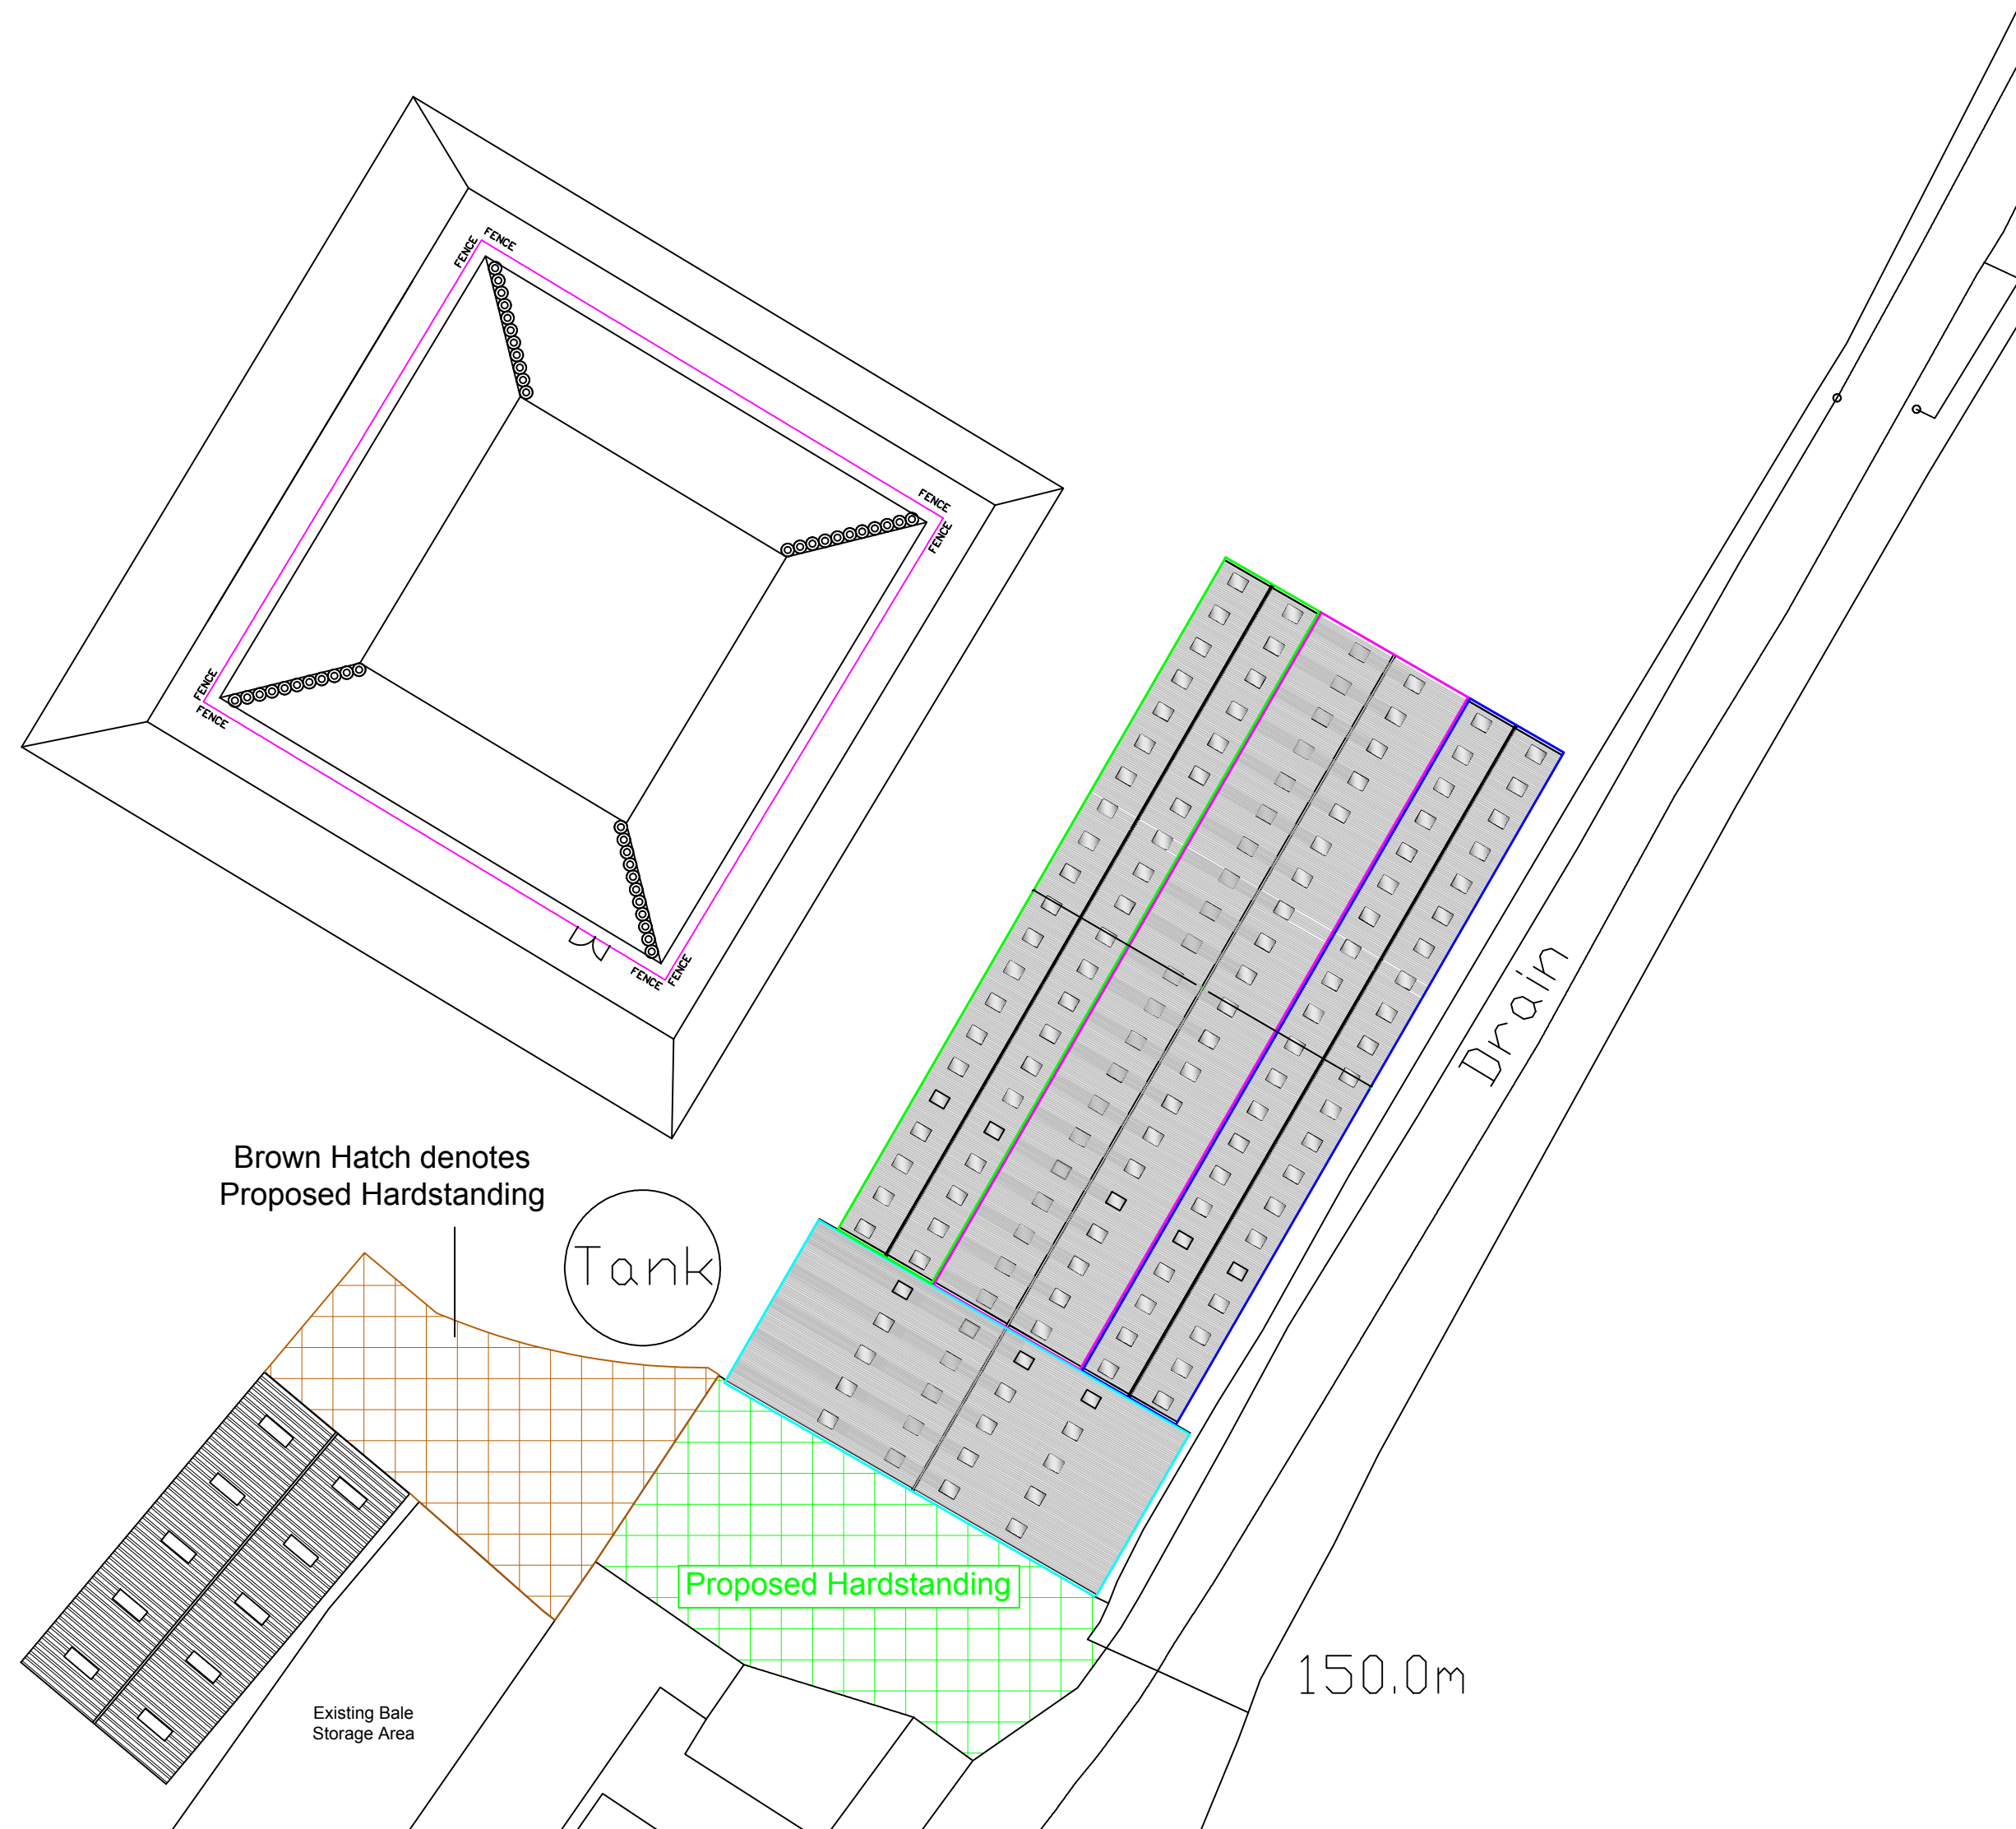 FENCE
FENCE
FENCE
FENCE
FENCE
FENCE
FENCE
FENCE
Drain
Brown Hatch denotes
Proposed Hardstanding
Tank
Proposed Hardstanding
150.0m
Existing Bale
Storage Area